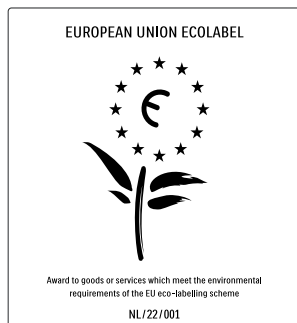 EUROPEAN UNION ECOLABEL
Award to goods or services which meet the environmental
requirements of the EU eco-labelling scheme
NL/22/001